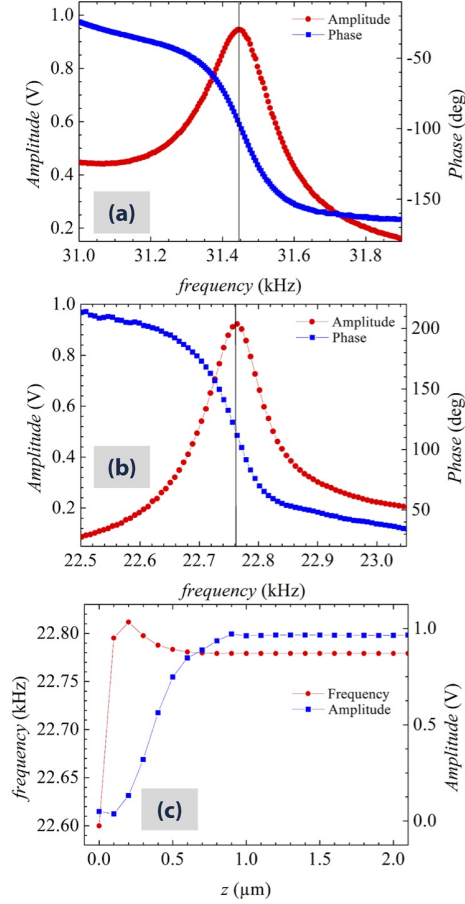 1.0
0.8
0.6
0.4
0.2
Amplitude (V)
Amplitude
Phase
(a)
-30
-100
-160
Phase (deg)
31.0 31.2 31.4 31.6 31.8
frequency (kHz)
1.0
0.8
0.6
0.4
0.2
Amplitude (V)
Amplitude
Phase
(b)
200
150
100
50
Phase (deg)
22.5 22.6 22.7 22.8 22.9 23.0
frequency (kHz)
22.80
22.75
22.70
22.65
22.60
frequency (kHz)
Frequency
Amplitude
(c)
1.0
0.5
0.0
Amplitude (V)
0.0 0.5 1.0 1.5 2.0
z (µm)